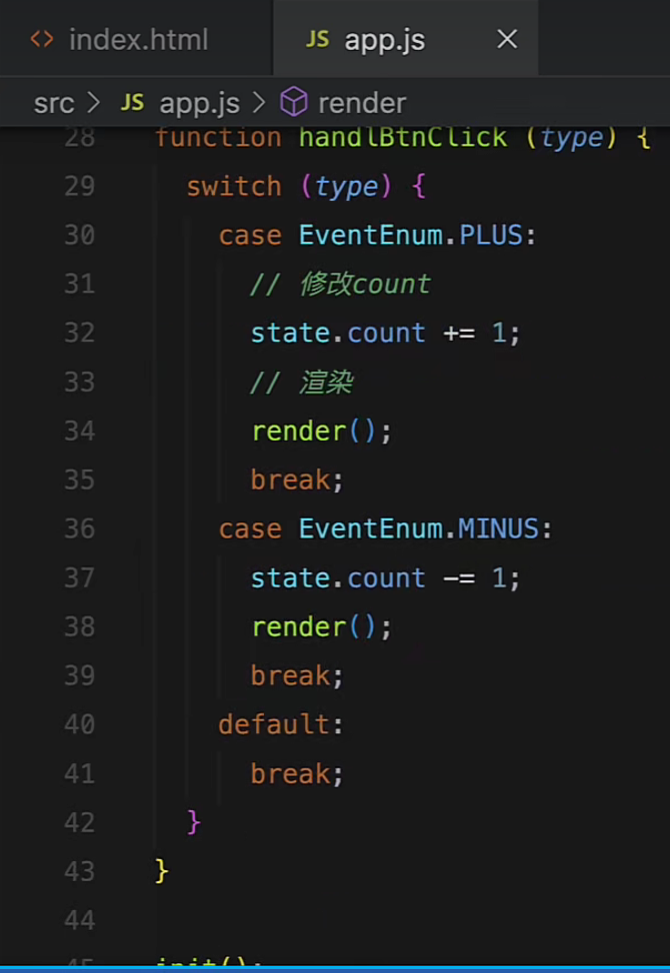 <> index.html JS app.js ×
src > JS app.js > render
28 function handlBtnClick (type) {
29 switch (type) {
30 case EventEnum.PLUS:
31 // 修改count
32 state.count += 1;
33 // 渲染
34 render();
35 break;
36 case EventEnum.MINUS:
37 state.count -= 1;
38 render();
39 break;
40 default:
41 break;
42 }
43 }
44
45 init();